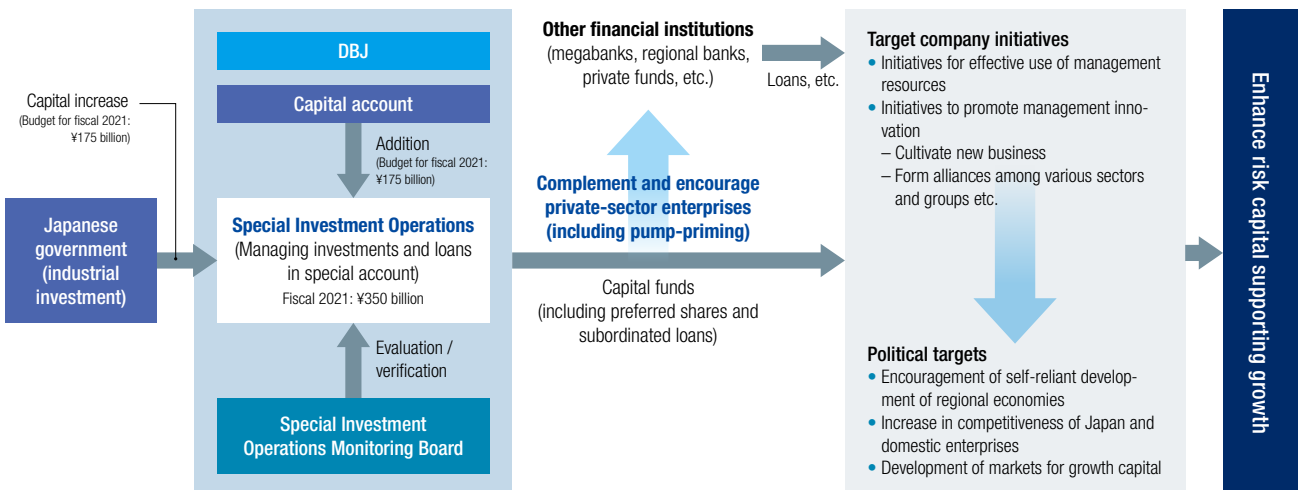 Capital increase
(Budget for fiscal 2021:
¥175 billion)
Japanese
government
(industrial
investment)
DBJ
Capital account
Addition
(Budget for fiscal 2021:
¥175 billion)
Special Investment Operations
(Managing investments and loans
in special account)
Fiscal 2021: ¥350 billion
Evaluation /
verification
Special Investment
Operations Monitoring Board
Other financial institutions
(megabanks, regional banks,
private funds, etc.)
Loans, etc.
Complement and encourage
private-sector enterprises
(including pump-priming)
Capital funds
(including preferred shares and
subordinated loans)
Target company initiatives
• Initiatives for effective use of management
resources
• Initiatives to promote management inno-
vation
– Cultivate new business
– Form alliances among various sectors
and groups etc.
Political targets
• Encouragement of self-reliant develop-
ment of regional economies
• Increase in competitiveness of Japan and
domestic enterprises
• Development of markets for growth capital
Enhance risk capital supporting growth